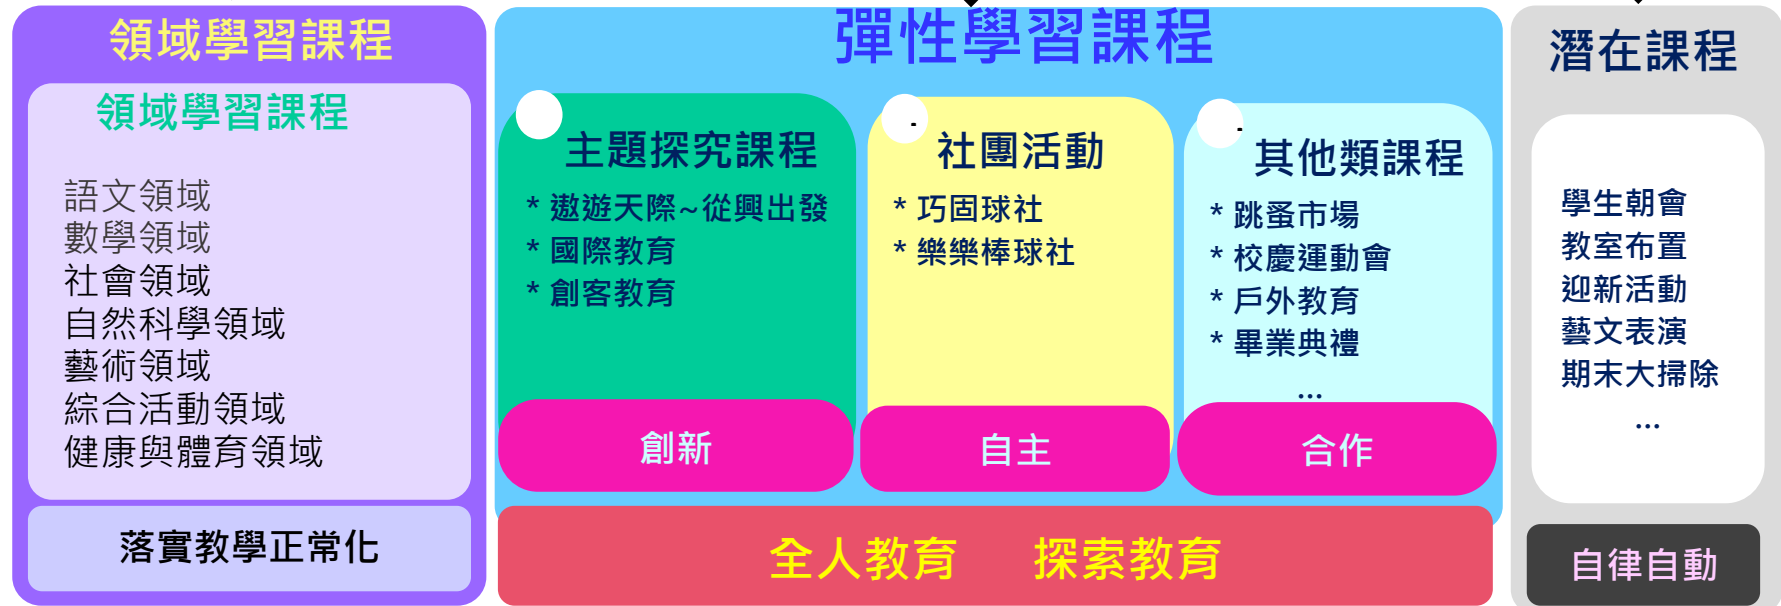 領域學習課程
領域學習課程
語文領域
數學領域
社會領域
自然科學領域
藝術領域
綜合活動領域
健康與體育領域
落實教學正常化
彈性學習課程
主題探究課程
* 遨遊天際~從興出發
* 國際教育
* 創客教育
創新
社團活動
* 巧固球社
* 樂樂棒球社
自主
其他類課程
* 跳蚤市場
* 校慶運動會
* 戶外教育
* 畢業典禮
...
合作
全人教育 探索教育
潛在課程
學生朝會
教室布置
迎新活動
藝文表演
期末大掃除
...
自律自動